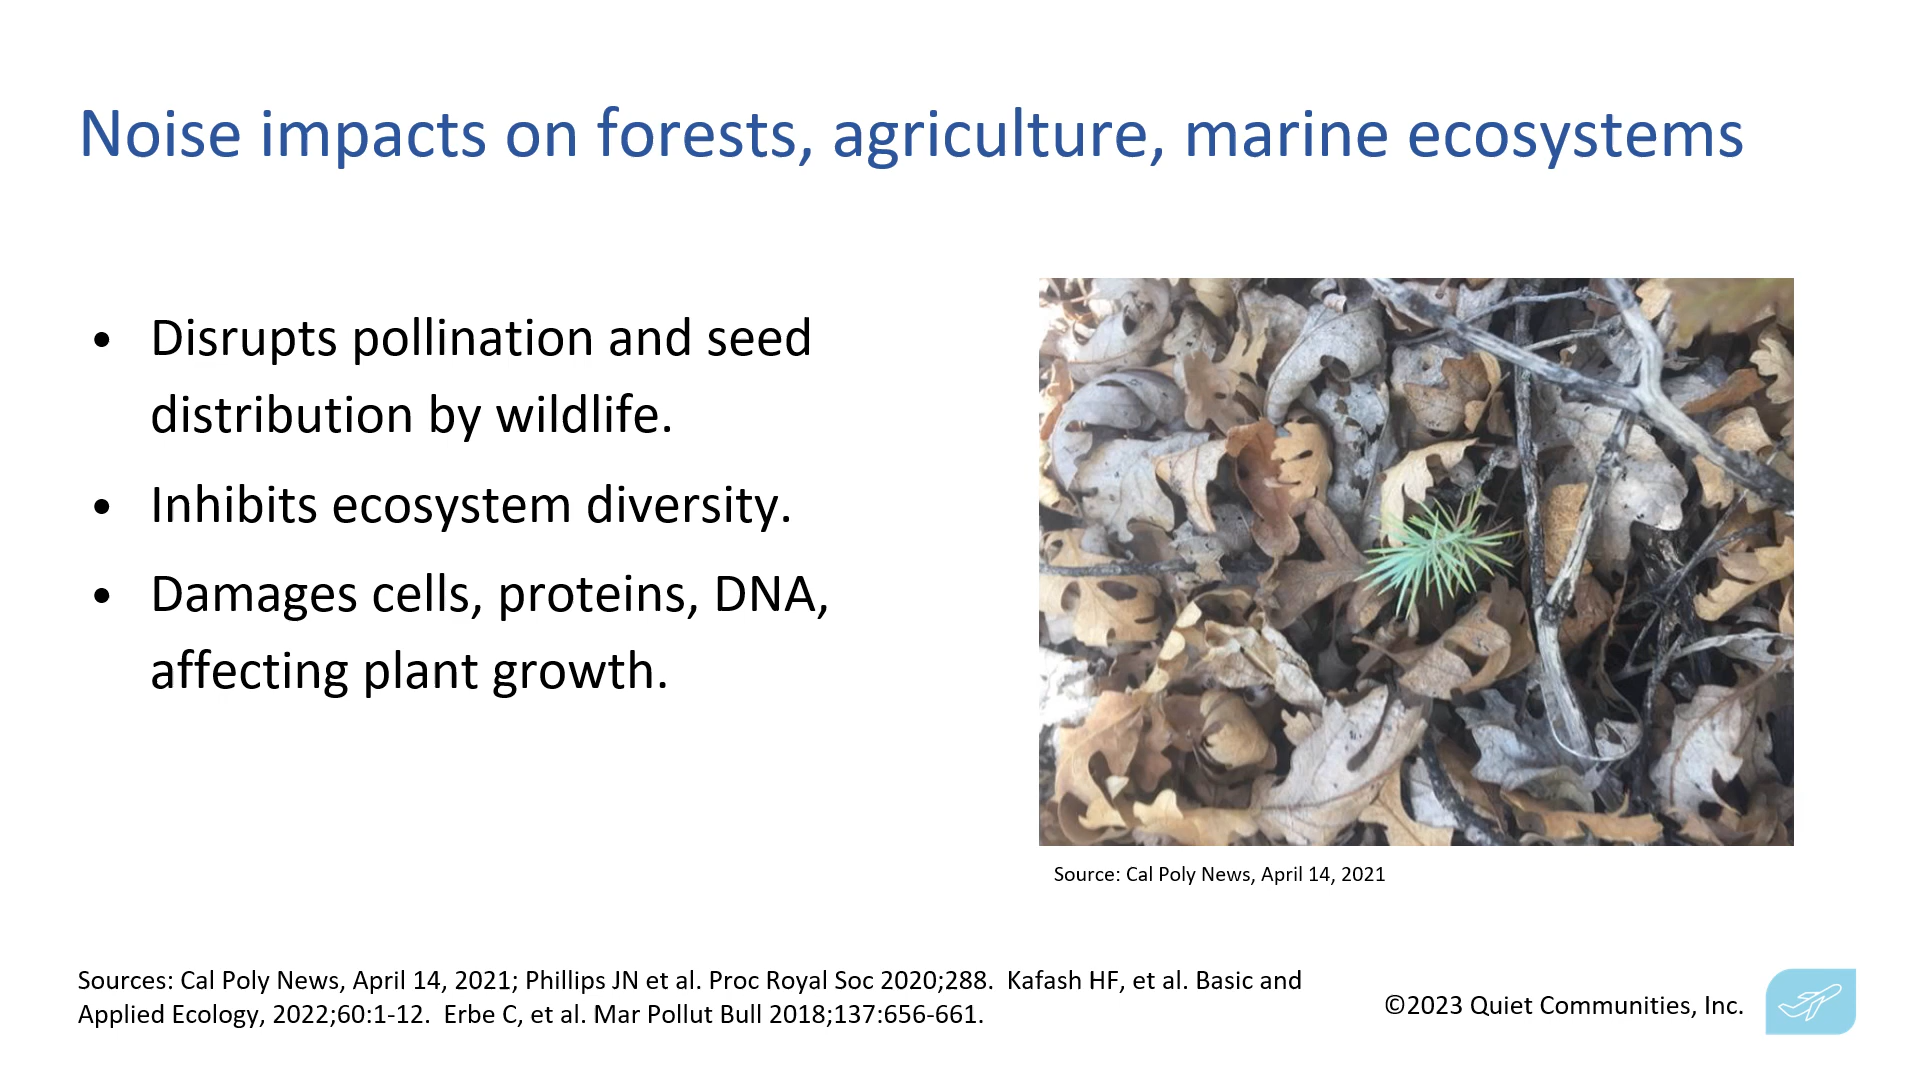 Noise impacts on forests, agriculture, marine ecosystems
• Disrupts pollination and seed
distribution by wildlife.
• Inhibits ecosystem diversity.
• Damages cells, proteins, DNA,
affecting plant growth.
Source: Cal Poly News, April 14, 2021
Sources: Cal Poly News, April 14, 2021; Phillips JN et al. Proc Royal Soc 2020;288.  Kafash HF, et al. Basic and
Applied Ecology, 2022;60:1-12.  Erbe C, et al. Mar Pollut Bull 2018;137:656-661.
©2023 Quiet Communities, Inc.